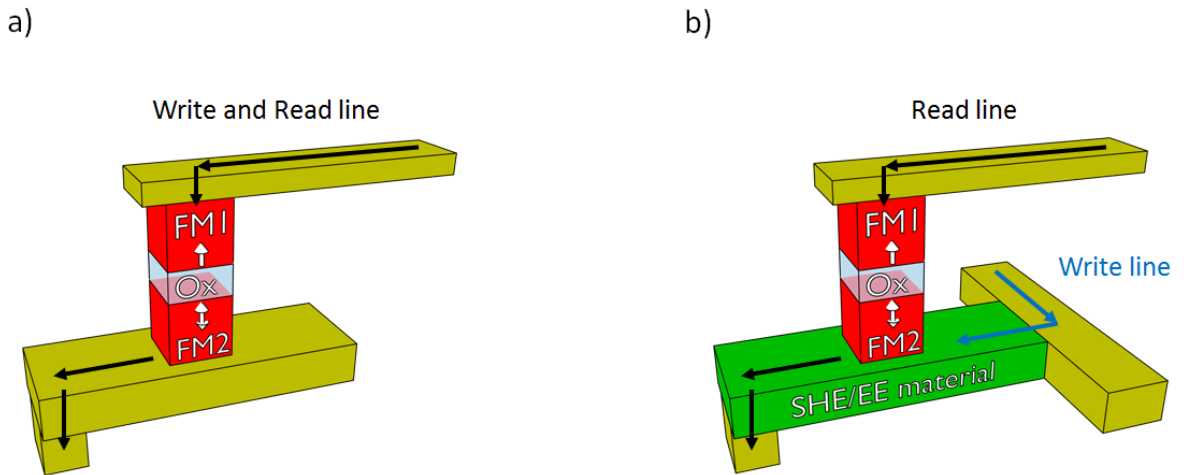 a)
Write and Read line
FM1
Ox
FM2
b)
Read line
FM1
Ox
FM2
Write line
SHE/EE material